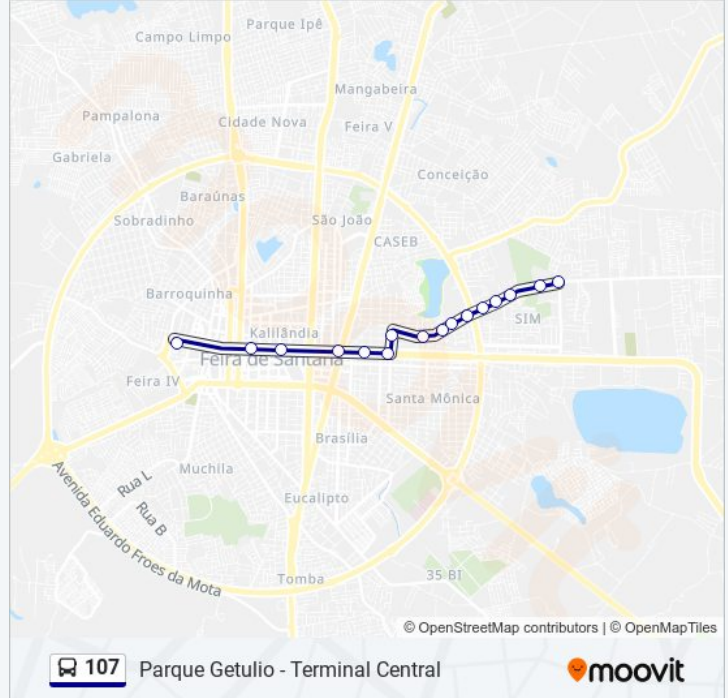 Parque Ipê
Campo Limpo
Mangabeira
Pampalona
Cidade Nova
Feira V
Gabriela
Conceição
Baraúnas
Sobradinho
São João
CASEB
Barroquinha
SIM
Kalilândia
Feira de Santana
Feira IV
Santa Mônica
Brasília
Muchila
Rua L
Eucalipto
Rua B
Avenida Eduardo Froes da Mota
Tomba
35 BI
© OpenStreetMap contributors | © OpenMapTiles
107 Parque Getulio - Terminal Central
moovit